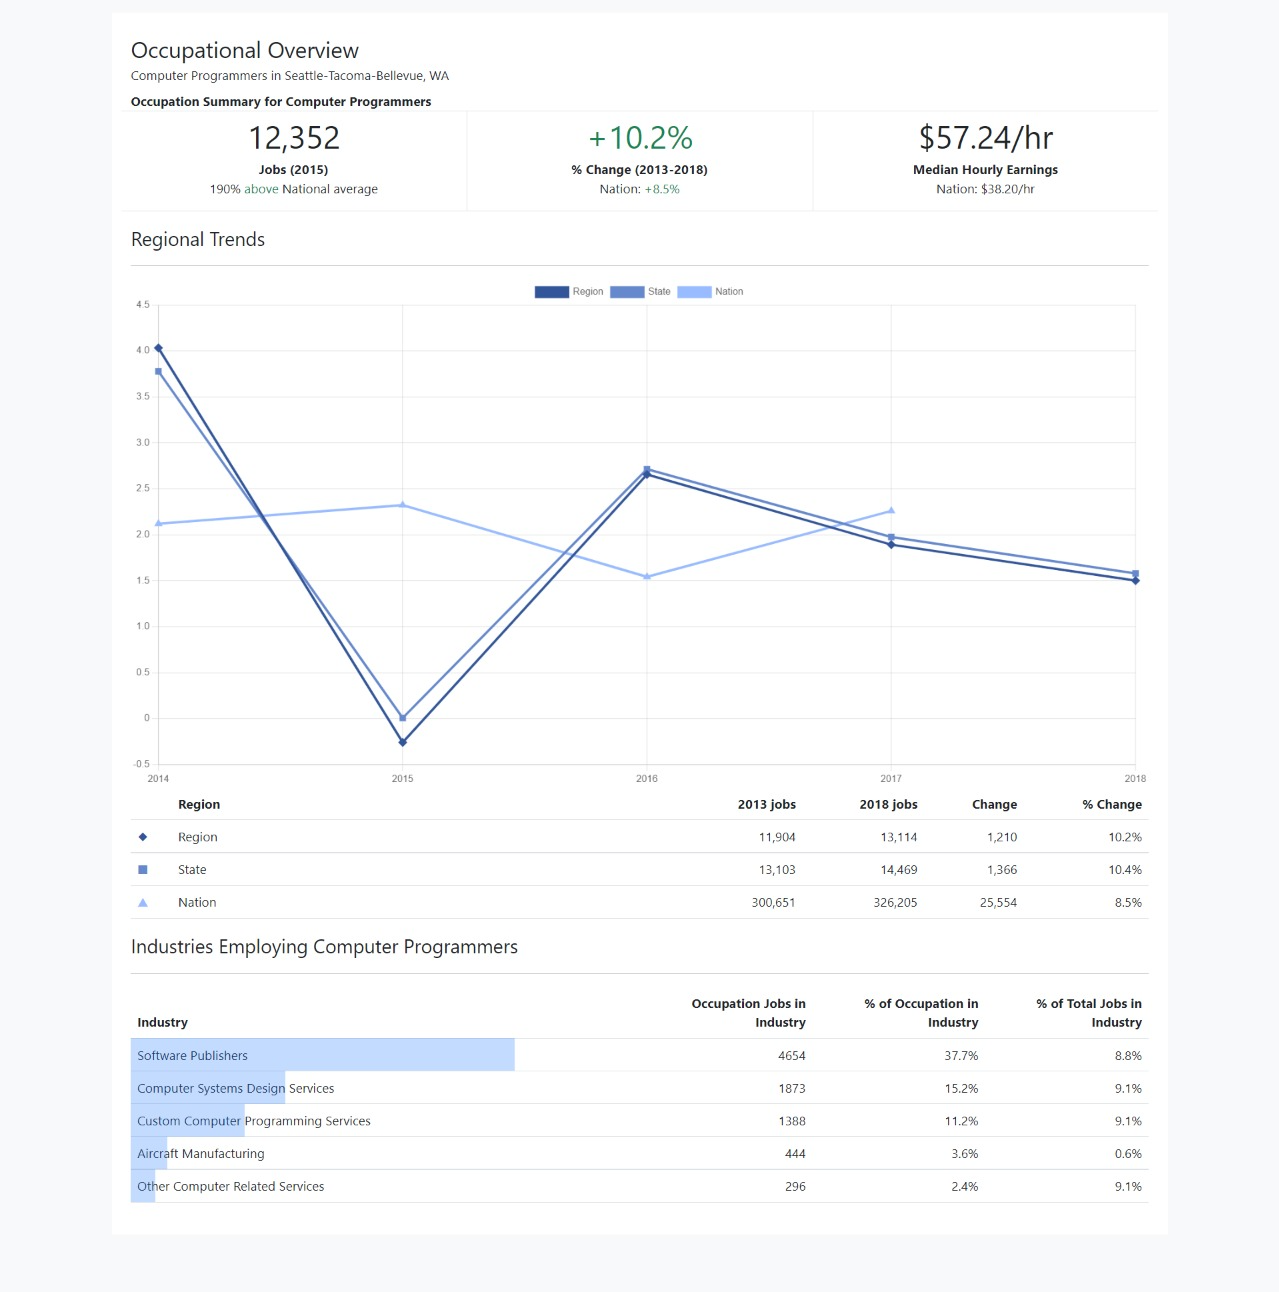 Occupational Overview
Computer Programmers in Seattle-Tacoma-Bellevue, WA
Occupation Summary for Computer Programmers
12,352
Jobs (2015)
190% above National average
+10.2%
% Change (2013-2018)
Nation: +8.5%
$57.24/hr
Median Hourly Earnings
Nation: $38.20/hr
Regional Trends
Region State Nation
4.5
4.0
3.5
3.0
2.5
2.0
1.5
1.0
0.5
0
-0.5
2014 2015 2016 2017 2018
Region 2013 jobs 2018 jobs Change % Change
Region 11,904 13,114 1,210 10.2%
State 13,103 14,469 1,366 10.4%
Nation 300,651 326,205 25,554 8.5%
Industries Employing Computer Programmers
Industry Occupation Jobs in Industry % of Occupation in Industry % of Total Jobs in Industry
Software Publishers 4654 37.7% 8.8%
Computer Systems Design Services 1873 15.2% 9.1%
Custom Computer Programming Services 1388 11.2% 9.1%
Aircraft Manufacturing 444 3.6% 0.6%
Other Computer Related Services 296 2.4% 9.1%